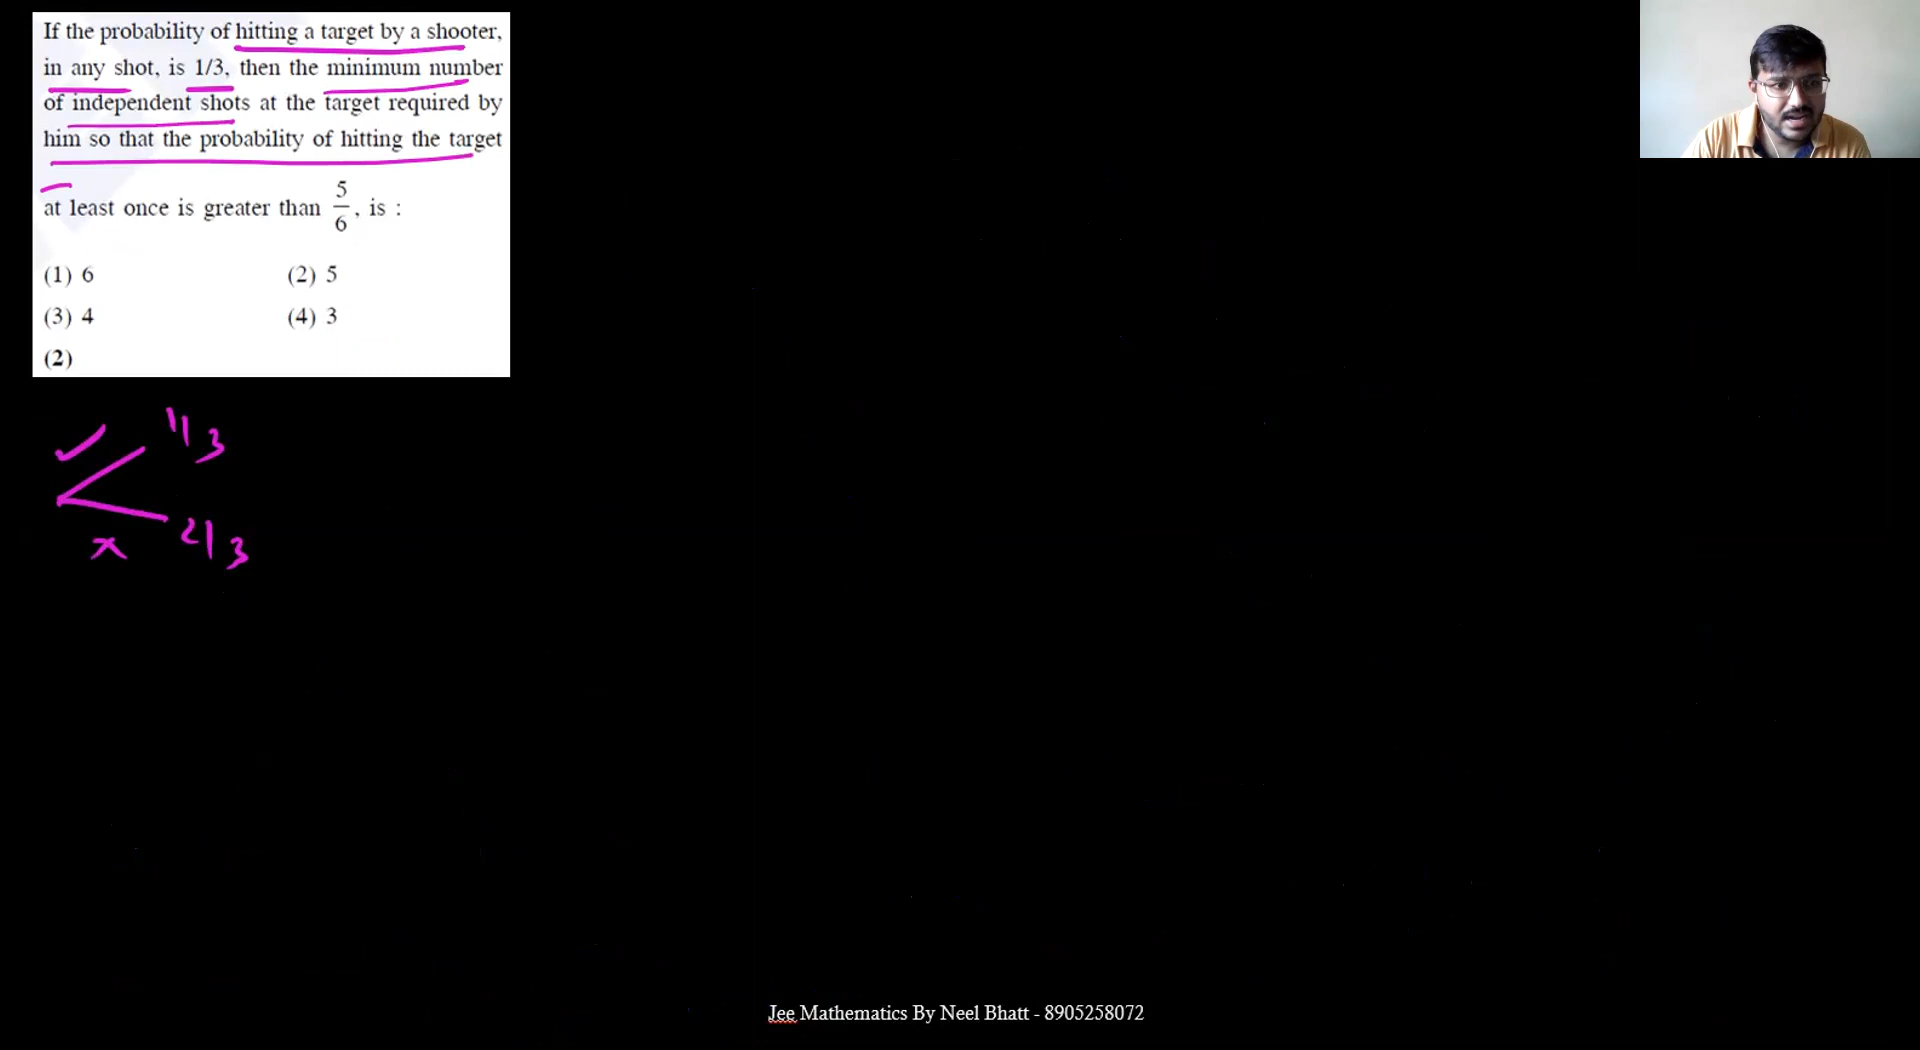 If the probability of hitting a target by a shooter,
in any shot, is 1/3, then the minimum number
of independent shots at the target required by
him so that the probability of hitting the target
at least once is greater than 5/6, is :
(1) 6 (2) 5
(3) 4 (4) 3
(2)
1/3
x 2/3
Jee Mathematics By Neel Bhatt - 8905258072